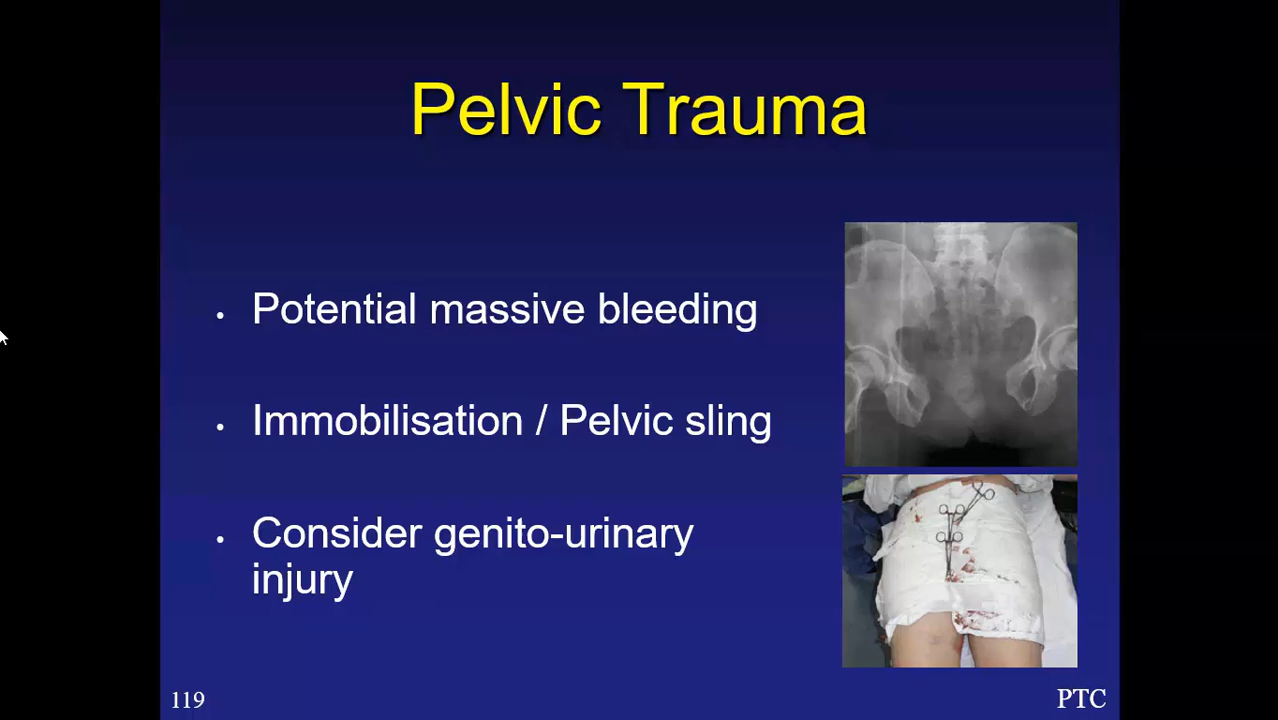 Pelvic Trauma
• Potential massive bleeding
• Immobilisation / Pelvic sling
• Consider genito-urinary
injury
119
PTC